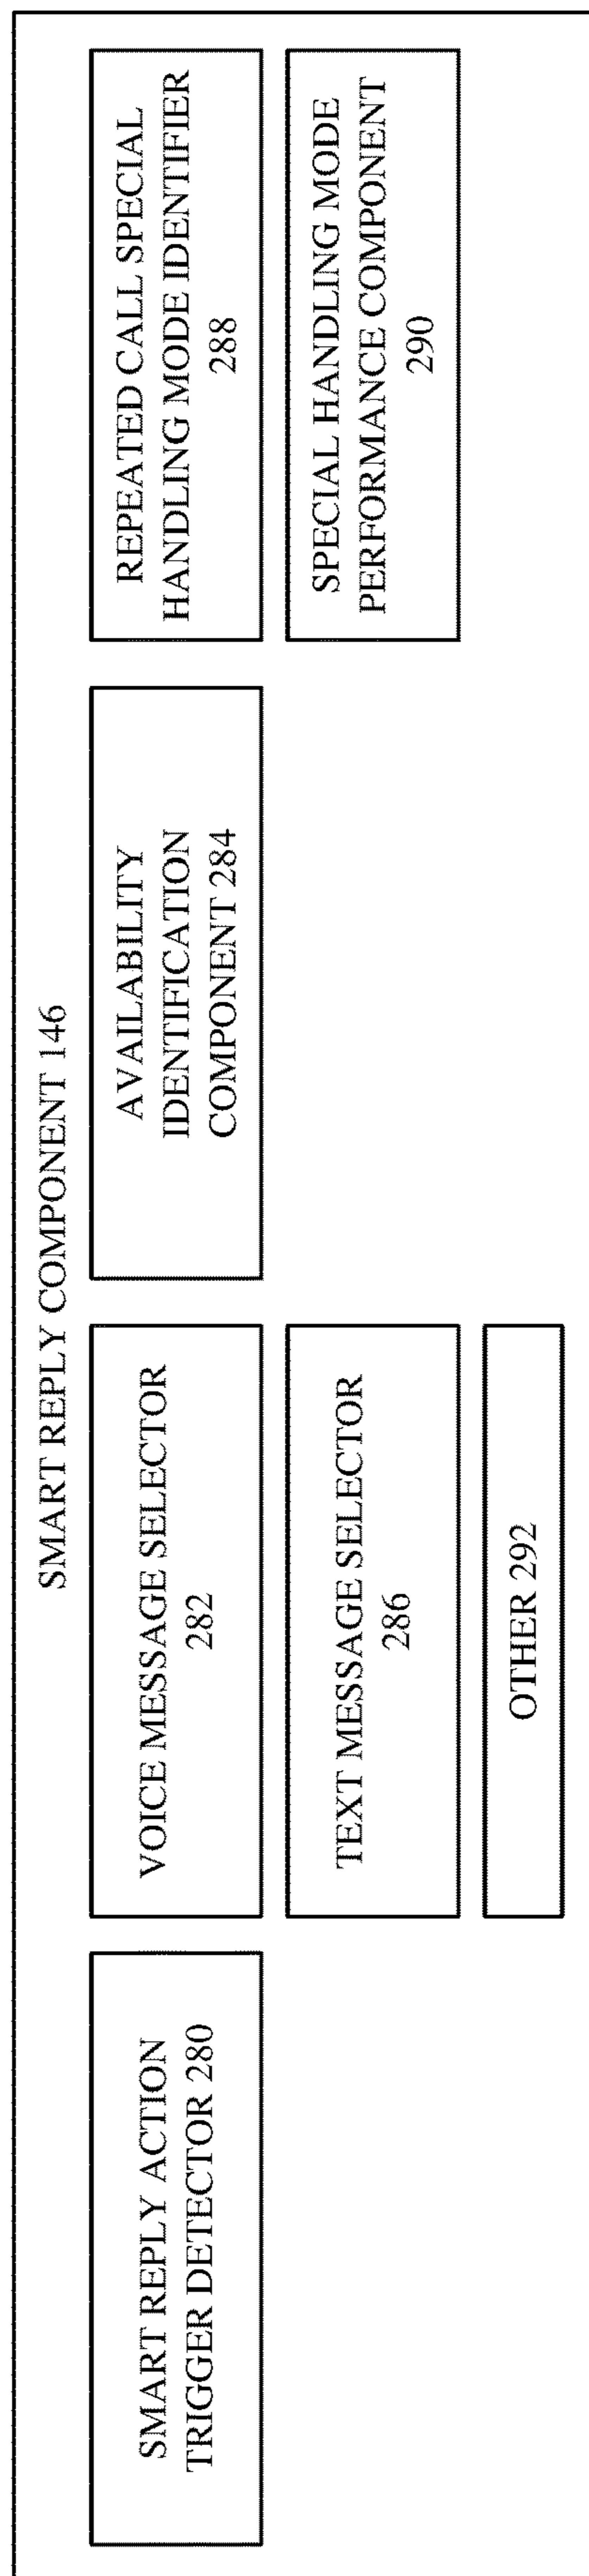 SMART REPLY COMPONENT 146
SMART REPLY ACTION
TRIGGER DETECTOR 280
VOICE MESSAGE SELECTOR
282
AVAILABILITY
IDENTIFICATION
COMPONENT 284
REPEATED CALL SPECIAL
HANDLING MODE IDENTIFIER
288
TEXT MESSAGE SELECTOR
286
SPECIAL HANDLING MODE
PERFORMANCE COMPONENT
290
OTHER 292